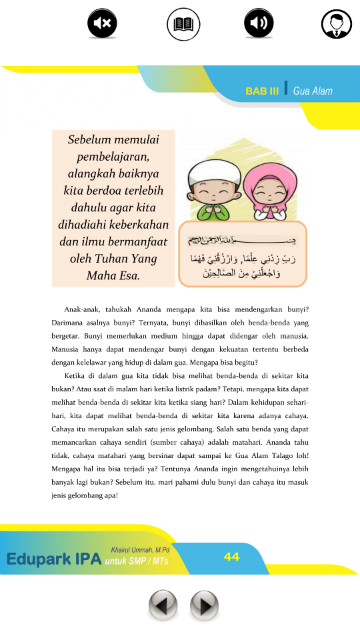 BAB III | Gua Alam
Sebelum memulai
pembelajaran,
alangkah baiknya
kita berdoa terlebih
dahulu agar kita
dihadiahi keberkahan
dan ilmu bermanfaat
oleh Tuhan Yang
Maha Esa.
رَبِّ زِدْنِي عِلْمًا, وَارْزُقْنِيْ فَهْمًا
وَاجْعَلْنِيْ مِنَ الصَّالِحِيْنَ
Anak-anak, tahukah Ananda mengapa kita bisa mendengarkan bunyi?
Darimana asalnya bunyi? Ternyata, bunyi dihasilkan oleh benda-benda yang
bergetar. Bunyi memerlukan medium hingga dapat didengar oleh manusia.
Manusia hanya dapat mendengar bunyi dengan kekuatan tertentu berbeda
dengan kelelawar yang hidup di dalam gua. Mengapa bisa begitu?
Ketika di dalam gua kita tidak bisa melihat benda-benda di sekitar kita
bukan? Atau saat di malam hari ketika listrik padam? Tetapi, mengapa kita dapat
melihat benda-benda di sekitar kita ketika siang hari? Dalam kehidupan sehari-
hari, kita dapat melihat benda-benda di sekitar kita karena adanya cahaya.
Cahaya itu merupakan salah satu jenis gelombang. Salah satu benda yang dapat
memancarkan cahaya sendiri (sumber cahaya) adalah matahari. Ananda tahu
tidak, cahaya matahari yang bersinar dapat sampai ke Gua Alam Talago loh!
Mengapa hal itu bisa terjadi ya? Tentunya Ananda ingin mengetahuinya lebih
banyak lagi bukan? Sebelum itu, mari pahami dulu bunyi dan cahaya itu masuk
jenis gelombang apa!
Khairul Ummah, M.Pd
Edupark IPA untuk SMP / MTs
44